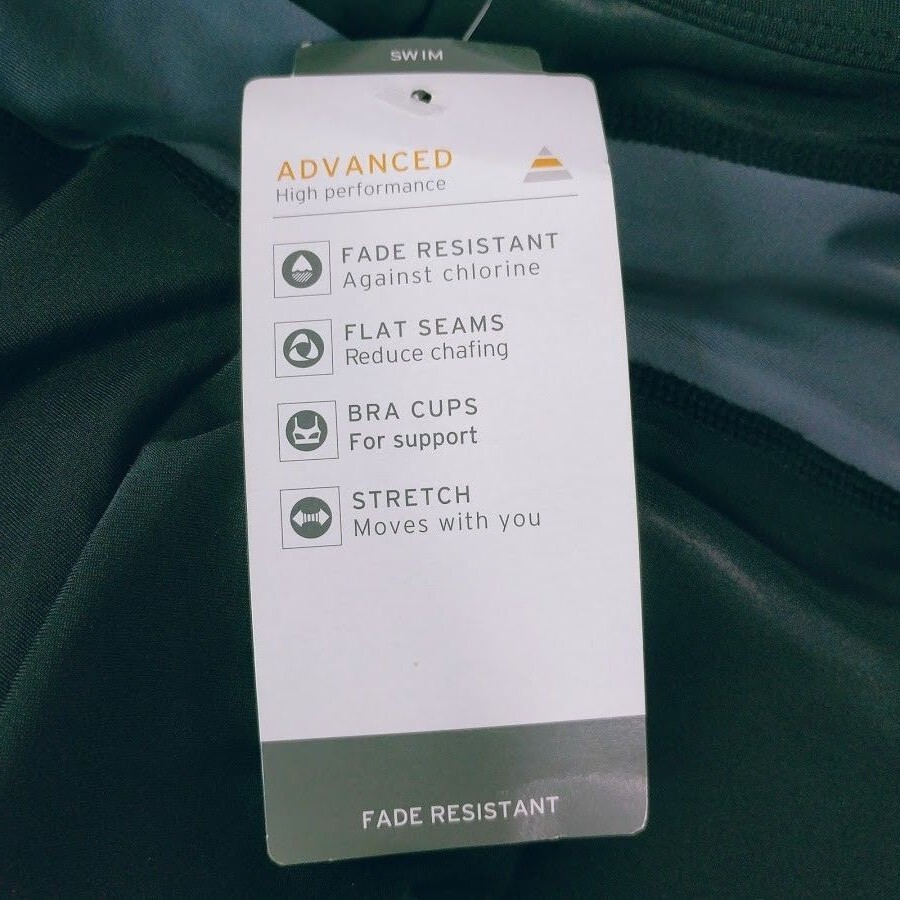 SWIM
ADVANCED
High performance
FADE RESISTANT
Against chlorine
FLAT SEAMS
Reduce chafing
BRA CUPS
For support
STRETCH
Moves with you
FADE RESISTANT